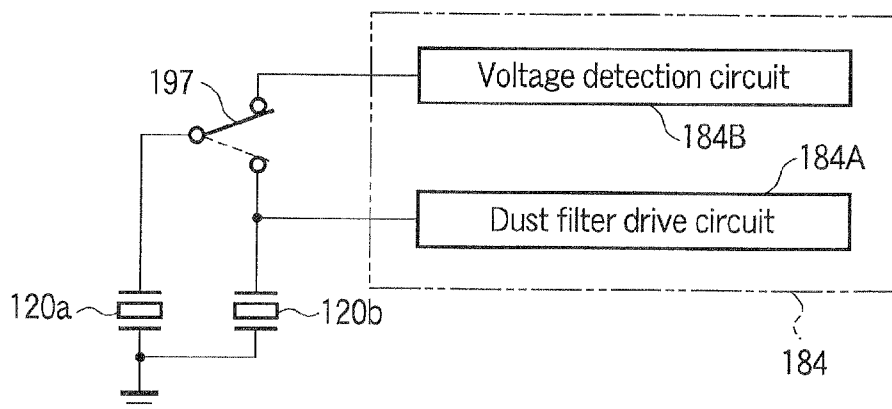 197
Voltage detection circuit
184B
184A
Dust filter drive circuit
120a
120b
184